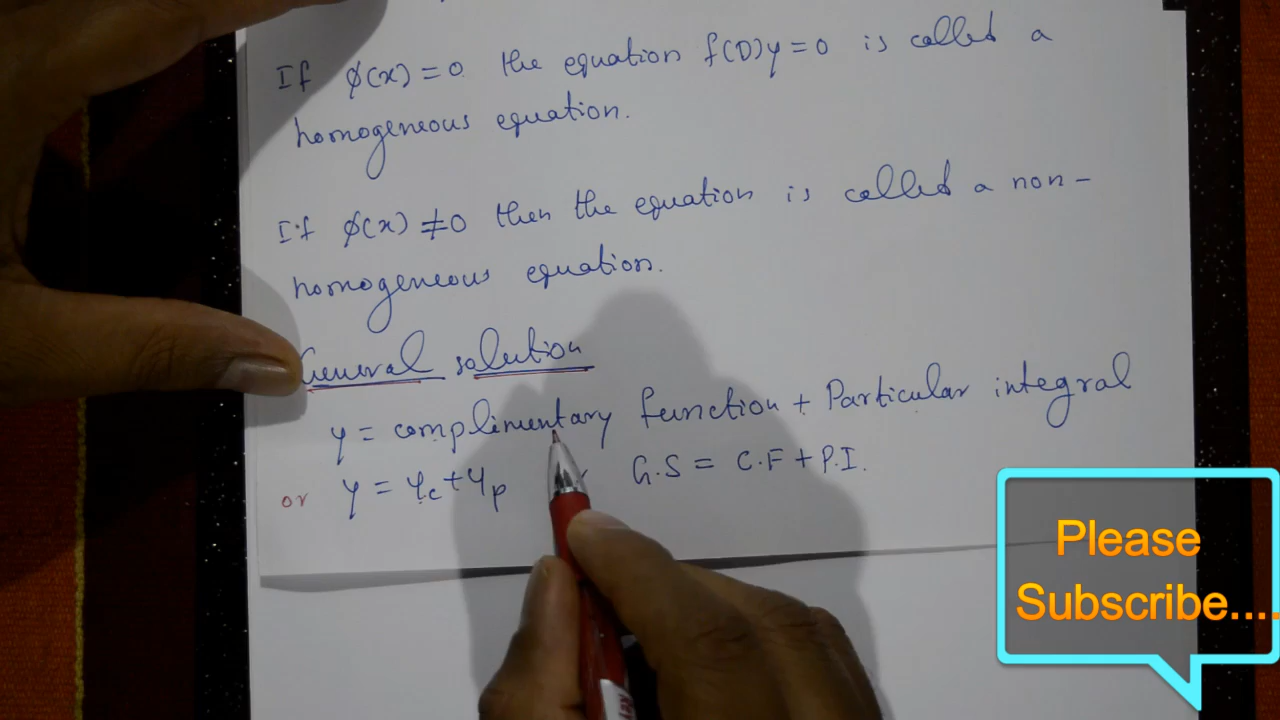 If φ(x) = 0 the equation f(D)y = 0 is called a
homogeneous equation.
If φ(x) ≠ 0 then the equation is called a non-
homogeneous equation.
General solution
y = complimentary function + Particular integral
or y = yc + yp G.S = C.F + P.I.
Please
Subscribe....